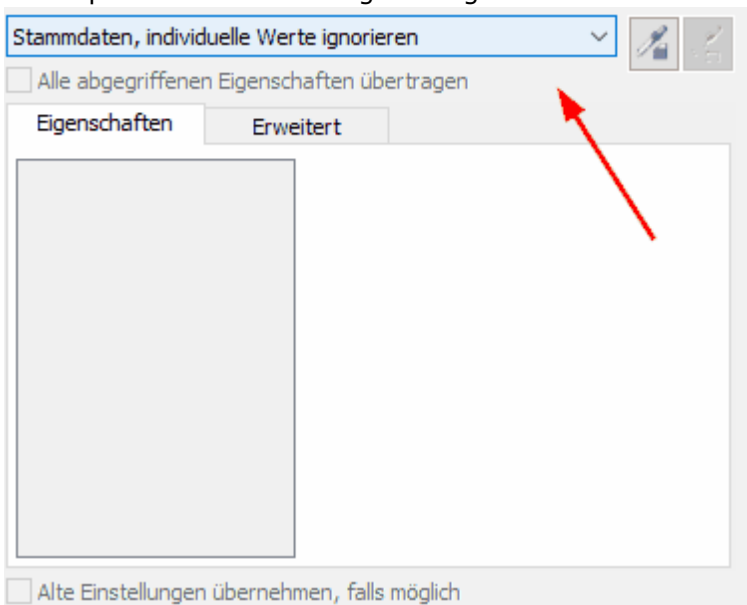 Stammdaten, individuelle Werte ignorieren
Alle abgegriffenen Eigenschaften übertragen
Eigenschaften
Erweitert
Alte Einstellungen übernehmen, falls möglich